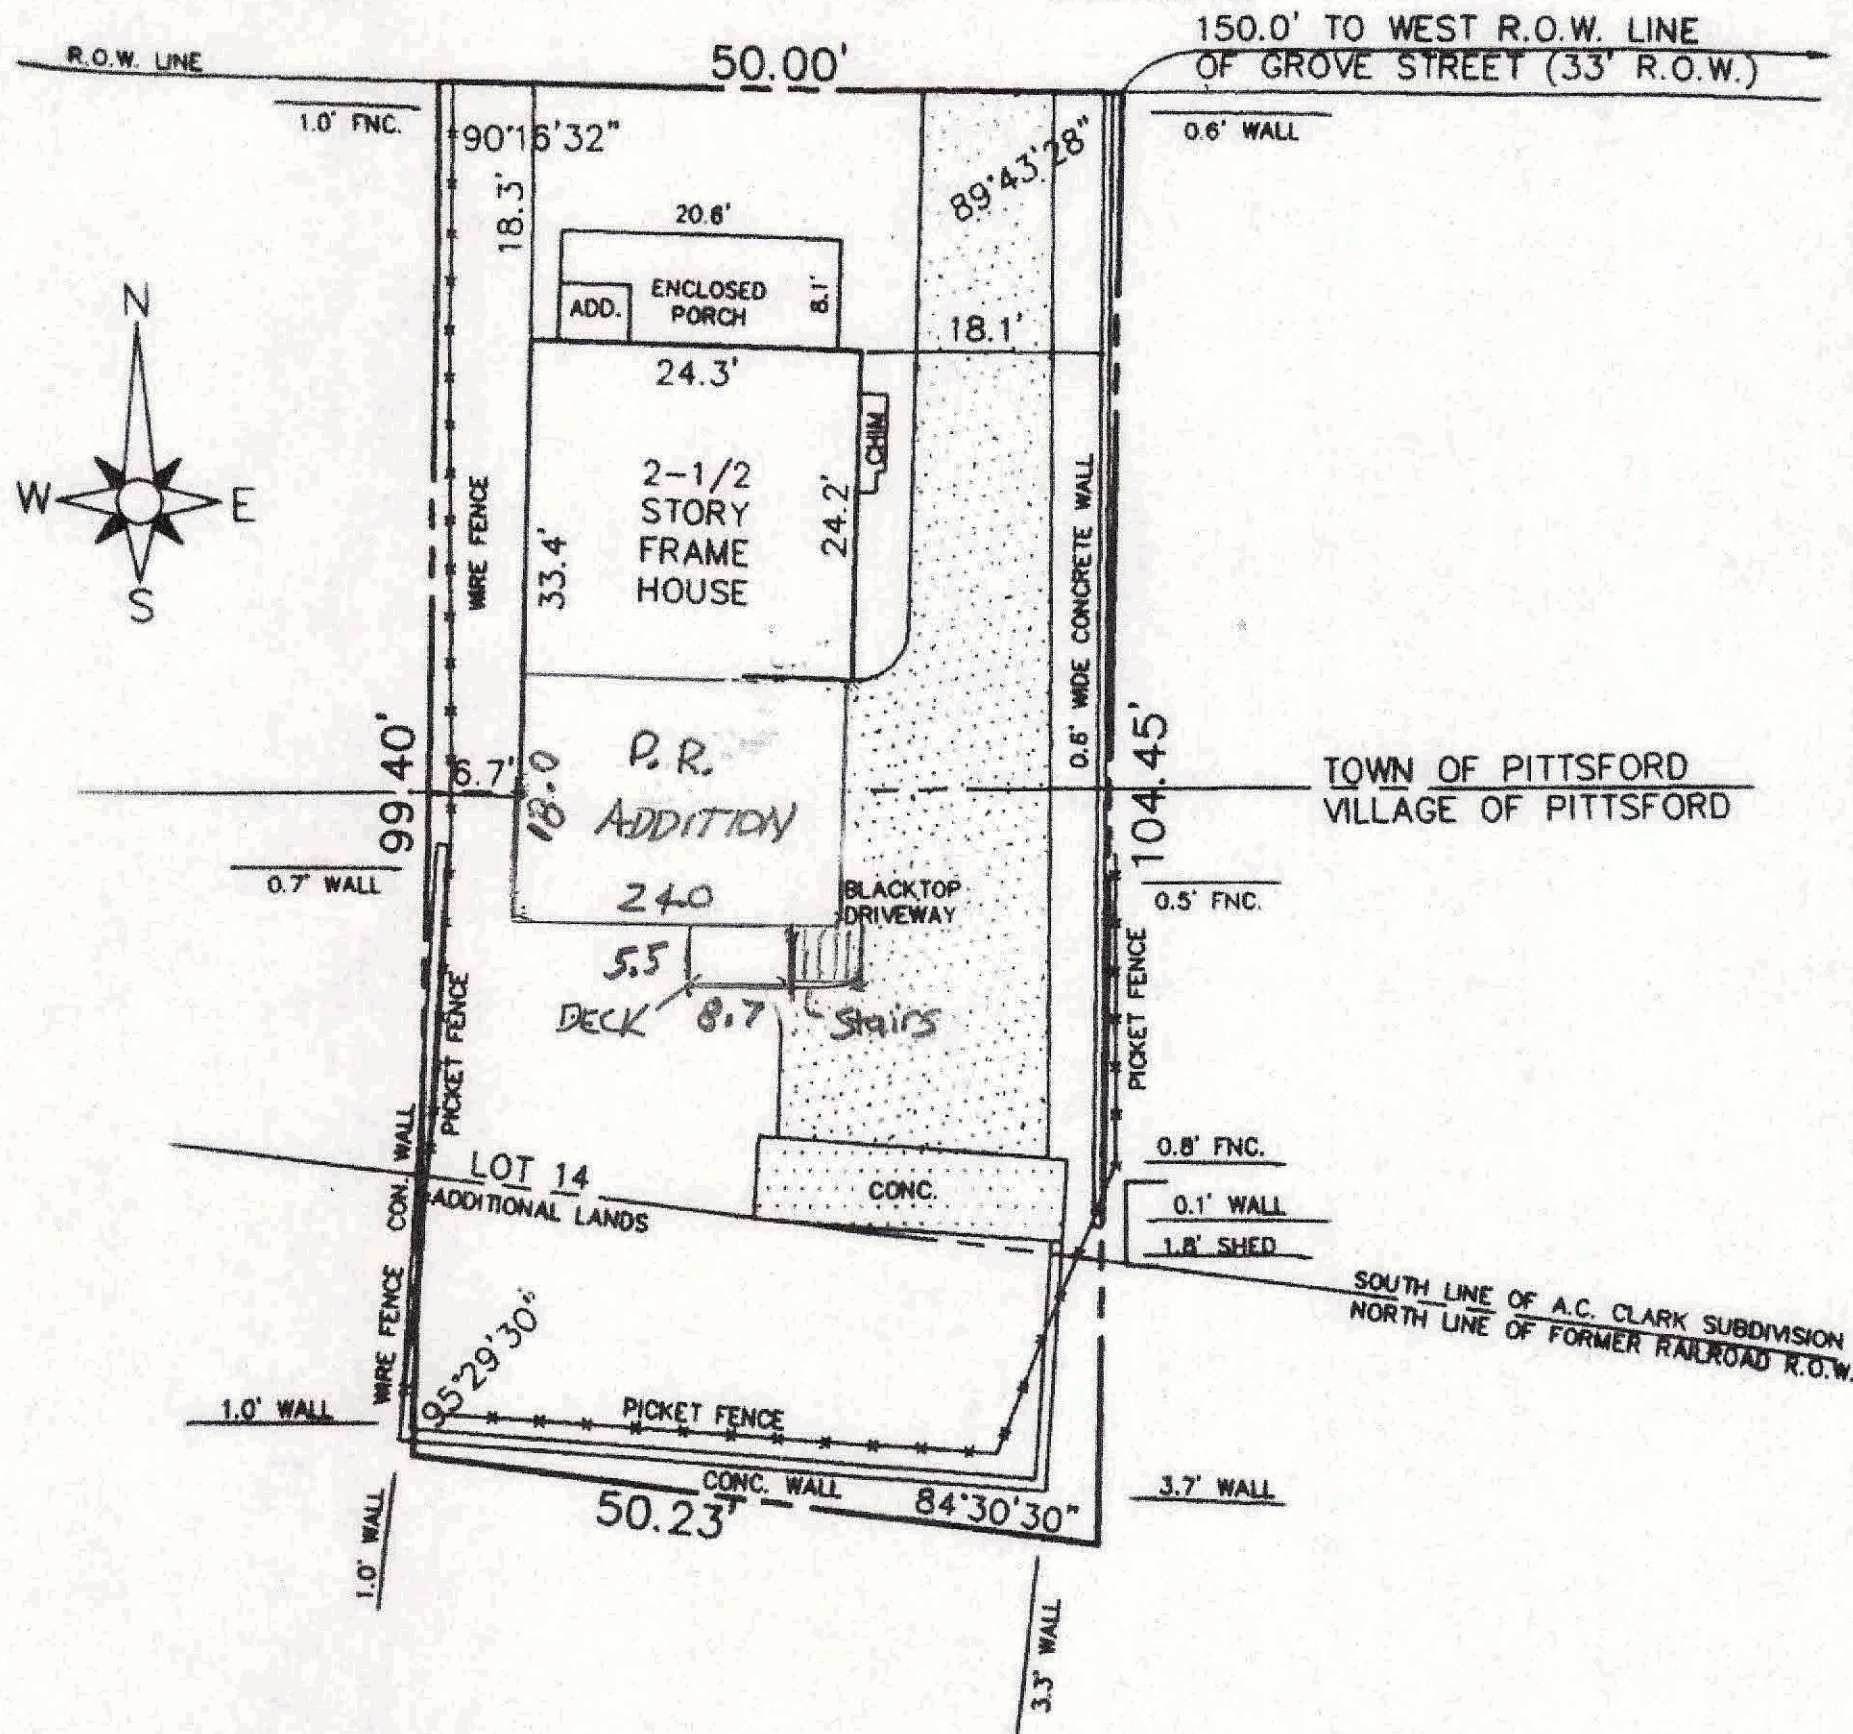 150.0' TO WEST R.O.W. LINE
OF GROVE STREET (33' R.O.W.)
R.O.W. LINE
50.00'
1.0' FNC.
0.6' WALL
90°16'32"
89°43'28"
18.3'
20.6'
ENCLOSED
PORCH
8.1'
ADD.
18.1'
24.3'
N
W
E
S
CHIM
2-1/2
STORY
FRAME
HOUSE
24.2'
33.4'
WIRE FENCE
0.6' WIDE CONCRETE WALL
99.40'
6.7'
18.0
P.R.
ADDITION
104.45'
TOWN OF PITTSFORD
VILLAGE OF PITTSFORD
0.7' WALL
24.0
BLACKTOP
DRIVEWAY
0.5' FNC.
5.5
DECK
8.7
Stairs
PICKET FENCE
PICKET FENCE
CON. WALL
0.8' FNC.
LOT 14
ADDITIONAL LANDS
CONC.
0.1' WALL
1.8' SHED
SOUTH LINE OF A.C. CLARK SUBDIVISION
NORTH LINE OF FORMER RAILROAD R.O.W.
WIRE FENCE
95°29'30"
1.0' WALL
PICKET FENCE
CONC. WALL
50.23'
84°30'30"
3.7' WALL
1.0' WALL
3.3' WALL